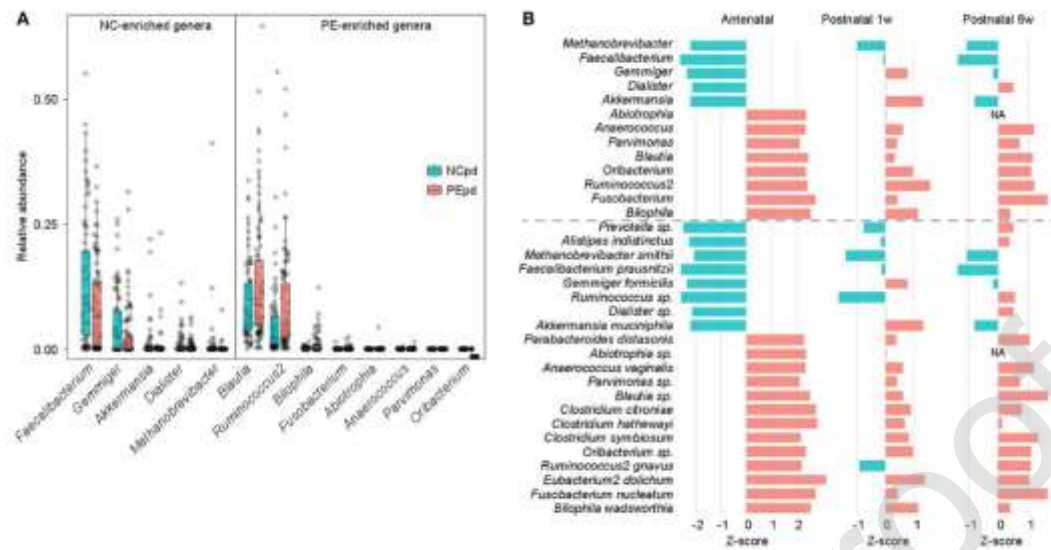 A
NC-enriched genera
PE-enriched genera
Relative abundance
0.50
0.25
0.00
NCpd
PEpd
Faecalibacterium
Gemmiger
Akkermansia
Dialister
Methanobrevibacter
Blautia
Ruminococcus2
Bilophila
Fusobacterium
Abiotrophia
Anaerococcus
Parvimonas
Oribacterium
B
Antenatal
Postnatal 1w
Postnatal 6w
Methanobrevibacter
Faecalibacterium
Gemmiger
Dialister
Akkermansia
Abiotrophia
NA
Anaerococcus
Parvimonas
Blautia
Oribacterium
Ruminococcus2
Fusobacterium
Bilophila
Prevotella sp.
Alistipes indistinctus
Methanobrevibacter smithii
Faecalibacterium prausnitzii
Gemmiger formicilis
Ruminococcus sp.
Dialister sp.
Akkermansia muciniphila
Parabacteroides distasonis
Abiotrophia sp.
NA
Anaerococcus vaginalis
Parvimonas sp.
Blautia sp.
Clostridium citroniae
Clostridium hathewayi
Clostridium symbiosum
Oribacterium sp.
Ruminococcus2 gnavus
Eubacterium2 dolichum
Fusobacterium nucleatum
Bilophila wadsworthia
-2 -1 0 1 2
-1 0 1
-1 0 1
Z-score
Z-score
Z-score